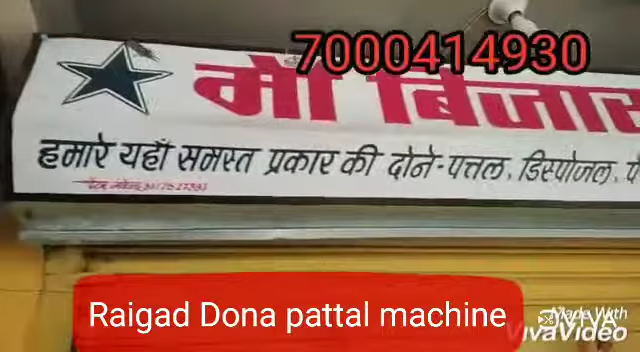 7000414930
माँ बिजा
हमारे यहाँ समस्त प्रकार की दोने-पत्तल, डिस्पोजल,
Raigad Dona pattal machine
Made With
VivaVideo